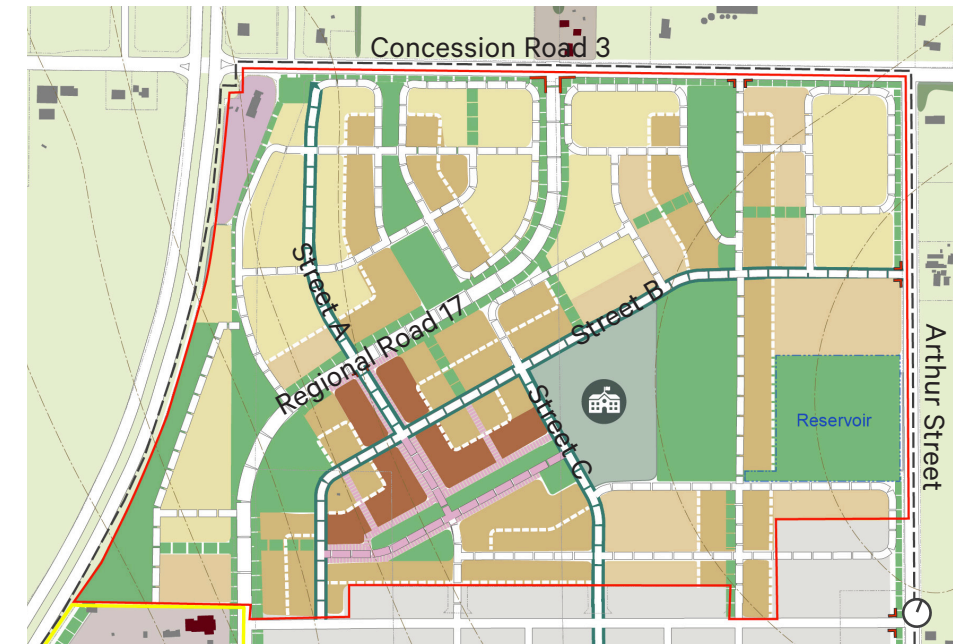 Concession Road 3
Street A
Regional Road 17
Street B
Street C
Reservoir
Arthur Street